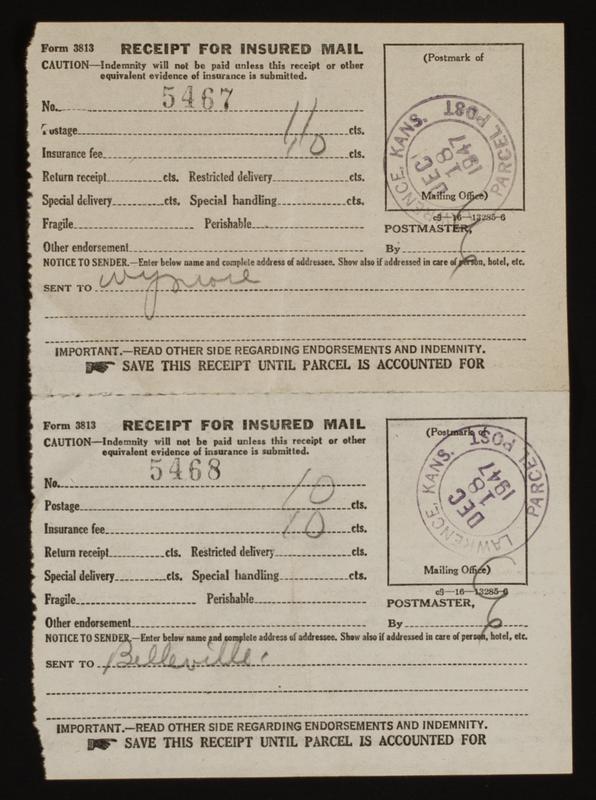 Form 3813 RECEIPT FOR INSURED MAIL
CAUTION—Indemnity will not be paid unless this receipt or other
equivalent evidence of insurance is submitted.
No. 5467
Postage 11 cts.
Insurance fee 10 cts.
Return receipt cts. Restricted delivery cts.
Special delivery cts. Special handling cts.
Fragile Perishable
Other endorsement
(Postmark of
LAWRENCE, KANS. PARCEL POST
DEC
18
1947
Mailing Office)
c9—16—13285-6
POSTMASTER,
By
NOTICE TO SENDER.—Enter below name and complete address of addressee. Show also if addressed in care of person, hotel, etc.
SENT TO Wymore
IMPORTANT.—READ OTHER SIDE REGARDING ENDORSEMENTS AND INDEMNITY.
SAVE THIS RECEIPT UNTIL PARCEL IS ACCOUNTED FOR
Form 3813 RECEIPT FOR INSURED MAIL
CAUTION—Indemnity will not be paid unless this receipt or other
equivalent evidence of insurance is submitted.
No. 5468
Postage 10 cts.
Insurance fee 10 cts.
Return receipt cts. Restricted delivery cts.
Special delivery cts. Special handling cts.
Fragile Perishable
Other endorsement
(Postmark of
LAWRENCE, KANS. PARCEL POST
DEC
18
1947
Mailing Office)
c9—16—13285-6
POSTMASTER,
By
NOTICE TO SENDER.—Enter below name and complete address of addressee. Show also if addressed in care of person, hotel, etc.
SENT TO Belleville.
IMPORTANT.—READ OTHER SIDE REGARDING ENDORSEMENTS AND INDEMNITY.
SAVE THIS RECEIPT UNTIL PARCEL IS ACCOUNTED FOR